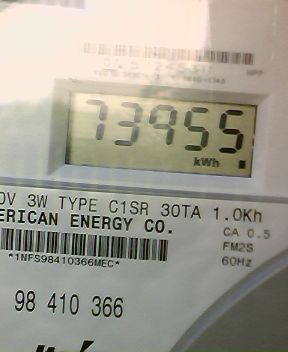 73955
kWh
0V 3W TYPE C1SR 30TA 1.0Kh
ERICAN ENERGY CO.
CA 0.5
FM2S
60Hz
*1NFS98410366MEC*
98 410 366